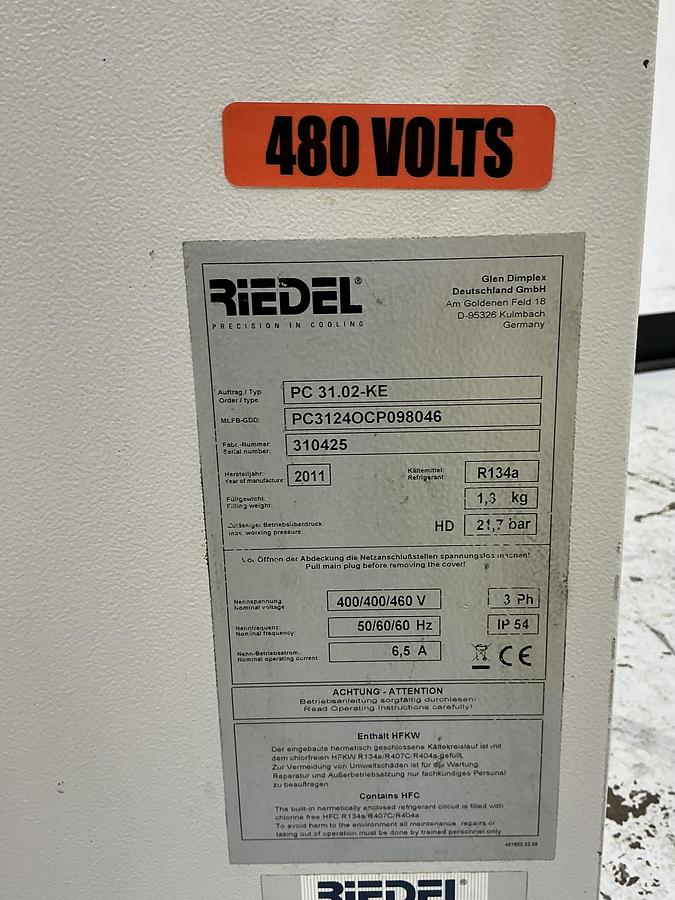 480 VOLTS
RIEDEL®
PRECISION IN COOLING
Glen Dimplex
Deutschland GmbH
Am Goldenen Feld 18
D-95326 Kulmbach
Germany
Auftrag / Typ:
Order / type
PC 31.02-KE
MLFB-GDD:
PC3124OCP098046
Fabr.-Nummer:
Serial number:
310425
Herstelljahr:
Year of manufacture:
2011
Kältemittel:
Refrigerant:
R134a
Füllgewicht:
Filling weight:
1,3 kg
Zulässiger Betriebsüberdruck:
max. working pressure:
HD 21,7 bar
Vor Öffnen der Abdeckung die Netzanschlußstellen spannungslos machen!
Pull main plug before removing the cover!
Nennspannung
Nominal voltage
400/400/460 V
3 Ph
Nennfrequenz:
Nominal frequency:
50/60/60 Hz
IP 54
Nenn-Betriebsstrom:
Nominal operating current:
6,5 A
CE
ACHTUNG - ATTENTION
Betriebsanleitung sorgfältig durchlesen!
Read Operating Instructions carefully!
Enthält HFKW
Der eingebaute hermetisch geschlossene Kältekreislauf ist mit
dem chlorfreien HFKW R134a/R407C/R404a gefüllt.
Zur Vermeidung von Umweltschäden ist für die Wartung,
Reparatur und Außerbetriebsetzung nur fachkundiges Personal
zu beauftragen
Contains HFC
The built-in hermetically enclosed refrigerant circuit is filled with
chlorine free HFC R134a/R407C/R404a
To avoid harm to the environment all maintenance, repairs or
taking out of operation must be done by trained personnel only
RIEDEL®